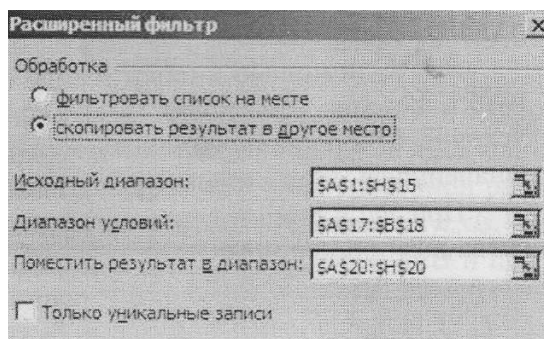 Расширенный фильтр
Обработка
фильтровать список на месте
скопировать результат в другое место
Исходный диапазон: $A$1:$H$15
Диапазон условий: $A$17:$B$18
Поместить результат в диапазон: $A$20:$H$20
Только уникальные записи